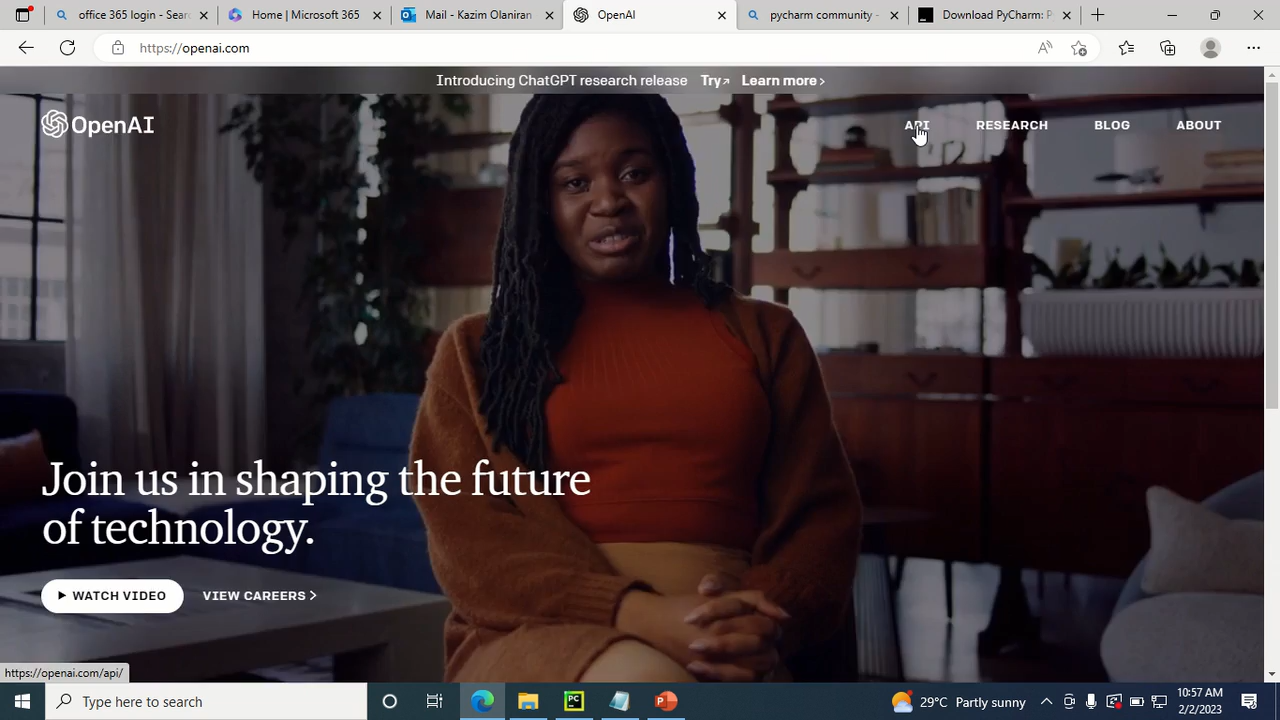 office 365 login - Sear
Home | Microsoft 365
Mail - Kazim Olaniran
OpenAI
pycharm community -
Download PyCharm: P
https://openai.com
Introducing ChatGPT research release Try↗ Learn more >
OpenAI
API
RESEARCH
BLOG
ABOUT
Join us in shaping the future
of technology.
WATCH VIDEO
VIEW CAREERS >
https://openai.com/api/
Type here to search
PC
29°C Partly sunny
10:57 AM
2/2/2023